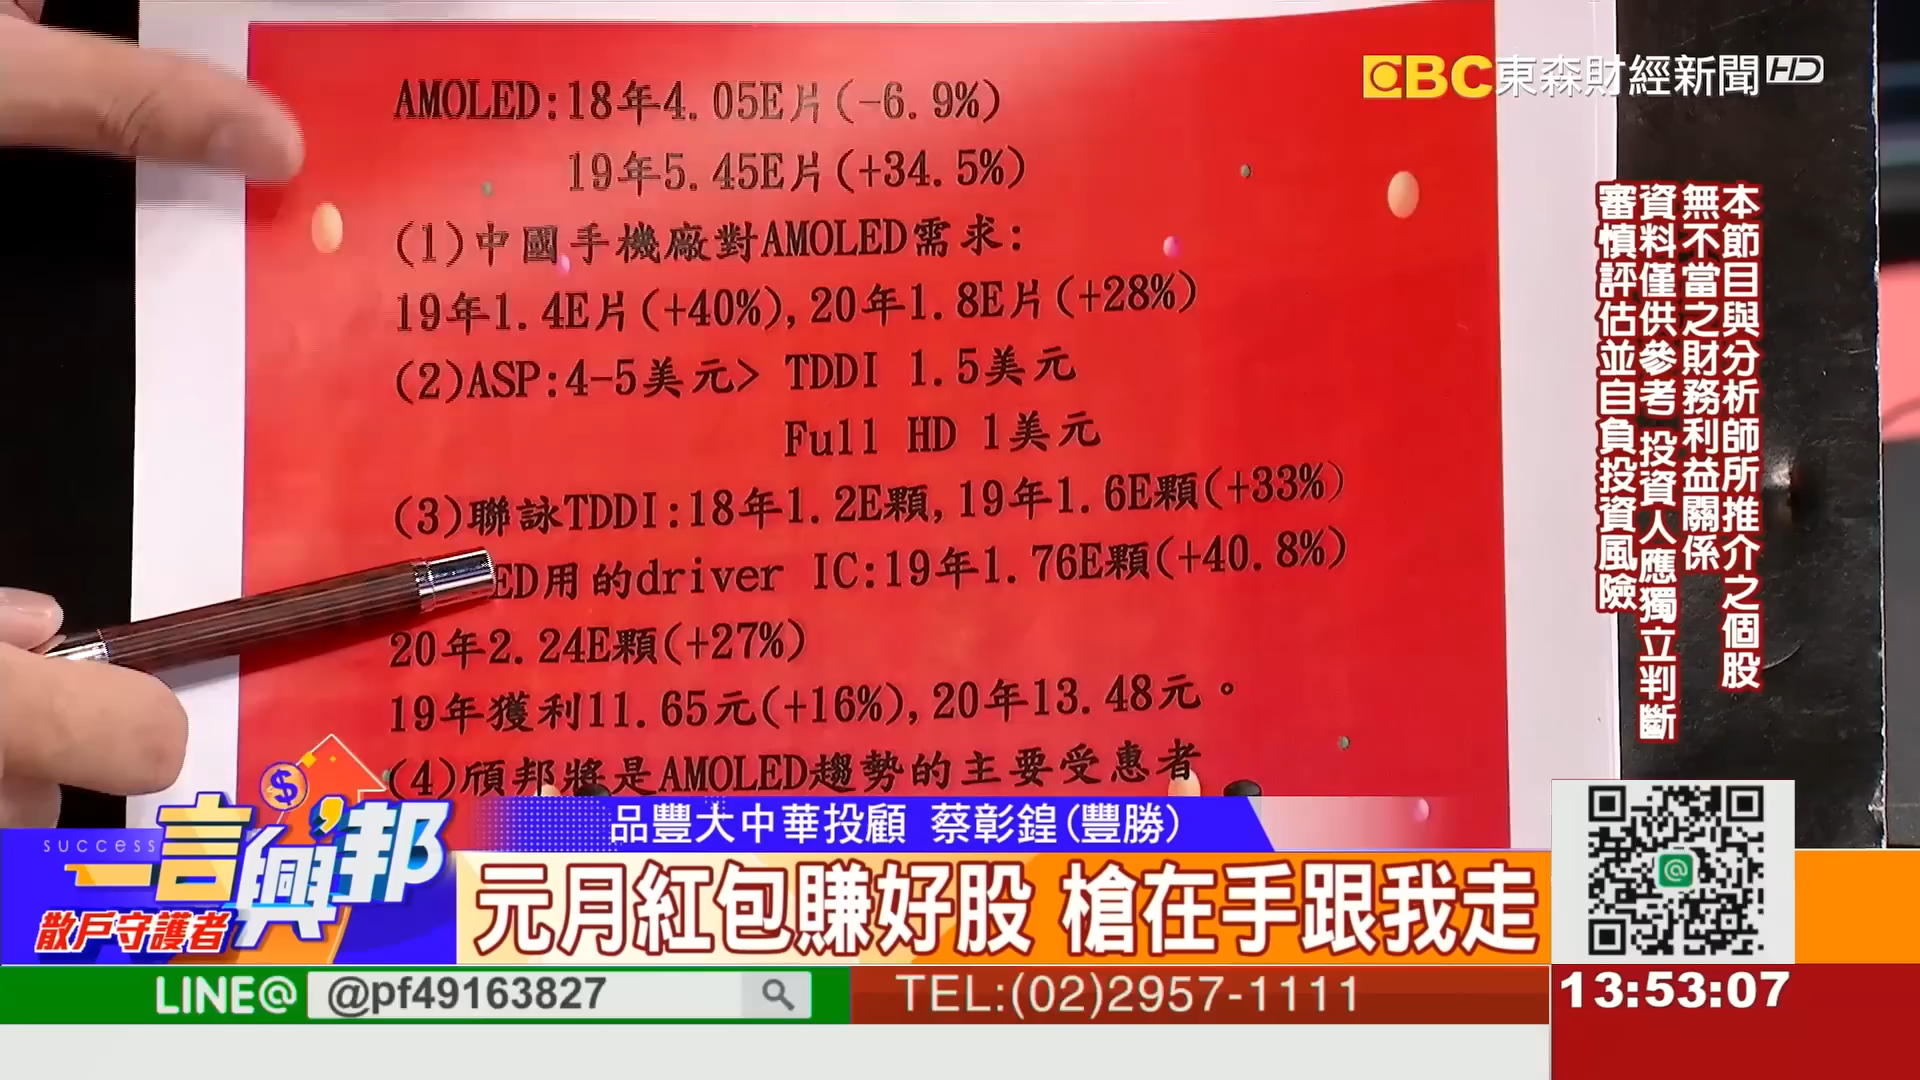 AMOLED:18年4.05E片(-6.9%)
19年5.45E片(+34.5%)
(1)中國手機廠對AMOLED需求:
19年1.4E片(+40%),20年1.8E片(+28%)
(2)ASP:4-5美元> TDDI 1.5美元
Full HD 1美元
(3)聯詠TDDI:18年1.2E顆,19年1.6E顆(+33%)
ED用的driver IC:19年1.76E顆(+40.8%)
20年2.24E顆(+27%)
19年獲利11.65元(+16%),20年13.48元。
(4)頎邦將是AMOLED趨勢的主要受惠者
EBC東森財經新聞HD
本節目與分析師所推介之個股
無不當之財務利益關係
資料僅供參考 投資人應獨立判斷
審慎評估並自負投資風險
品豐大中華投顧 蔡彰鍠(豐勝)
success
一言興邦
散戶守護者
元月紅包賺好股 槍在手跟我走
LINE@ @pf49163827
TEL:(02)2957-1111
13:53:07